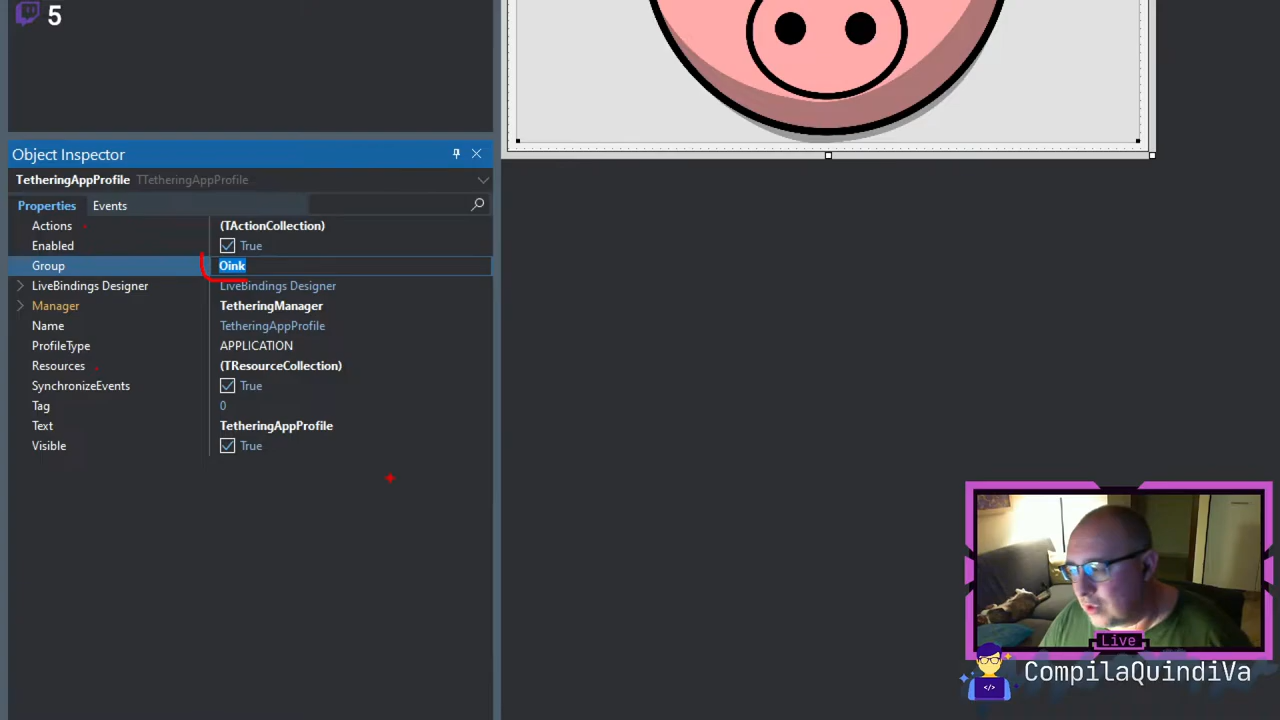 5
Object Inspector
TetheringAppProfile TTetheringAppProfile
Properties Events
Actions (TActionCollection)
Enabled True
Group Oink
LiveBindings Designer LiveBindings Designer
Manager TetheringManager
Name TetheringAppProfile
ProfileType APPLICATION
Resources (TResourceCollection)
SynchronizeEvents True
Tag 0
Text TetheringAppProfile
Visible True
Live
</> CompilaQuindiVa